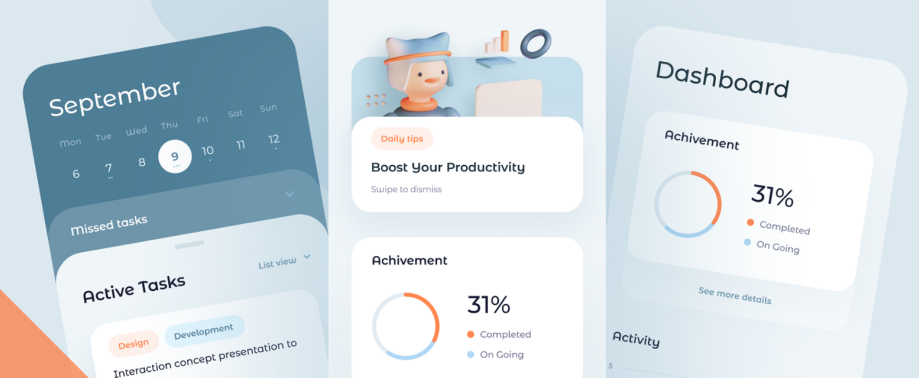 September
Mon Tue Wed Thu Fri Sat Sun
6 7 8 9 10 11 12
Missed tasks
List view
Active Tasks
Design Development
Interaction concept presentation to
Daily tips
Boost Your Productivity
Swipe to dismiss
Achivement
31%
Completed
On Going
Dashboard
Achivement
31%
Completed
On Going
See more details
Activity
5